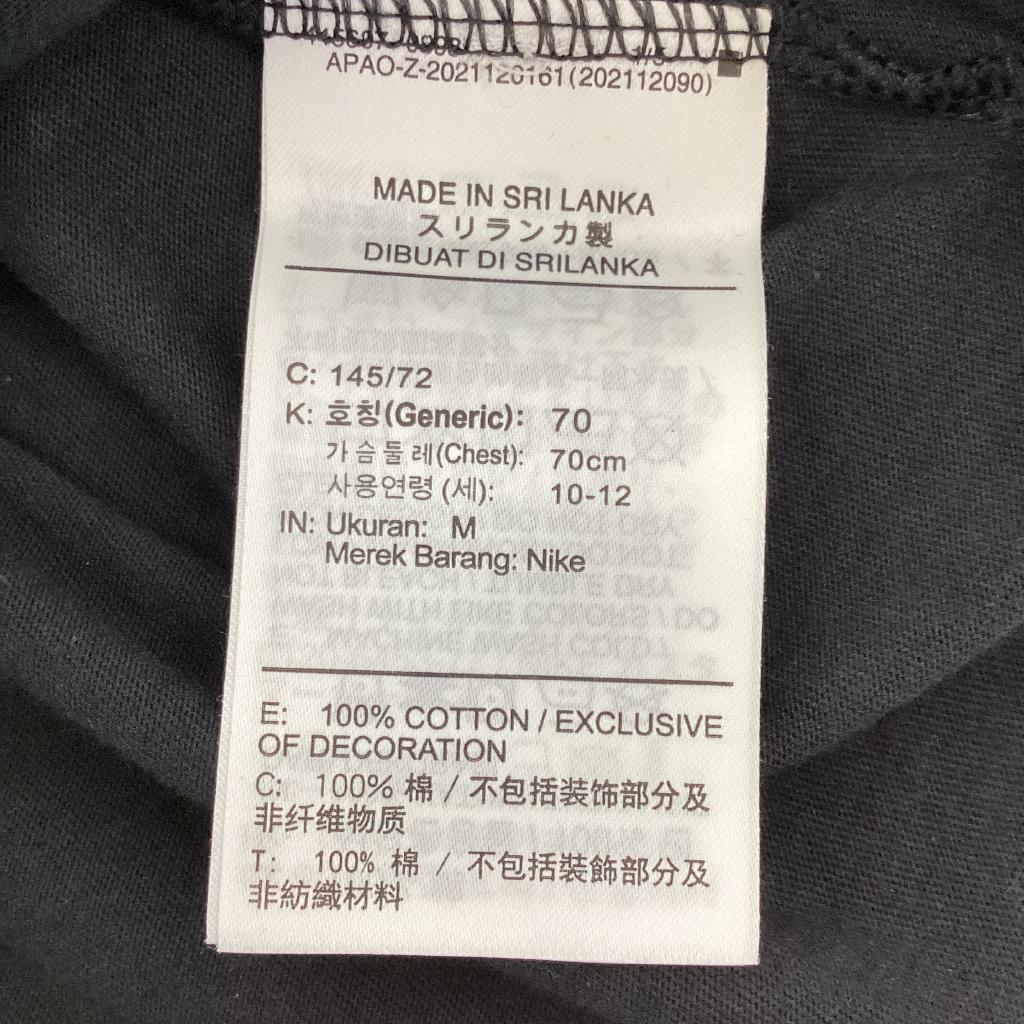 APAO-Z-2021120161(202112090)
MADE IN SRI LANKA
スリランカ製
DIBUAT DI SRILANKA
C: 145/72
K: 호칭(Generic): 70
가슴둘레(Chest): 70cm
사용연령 (세): 10-12
IN: Ukuran: M
Merek Barang: Nike
E: 100% COTTON / EXCLUSIVE
OF DECORATION
C: 100% 棉 / 不包括装饰部分及
非纤维物质
T: 100% 棉 / 不包括裝飾部分及
非紡織材料